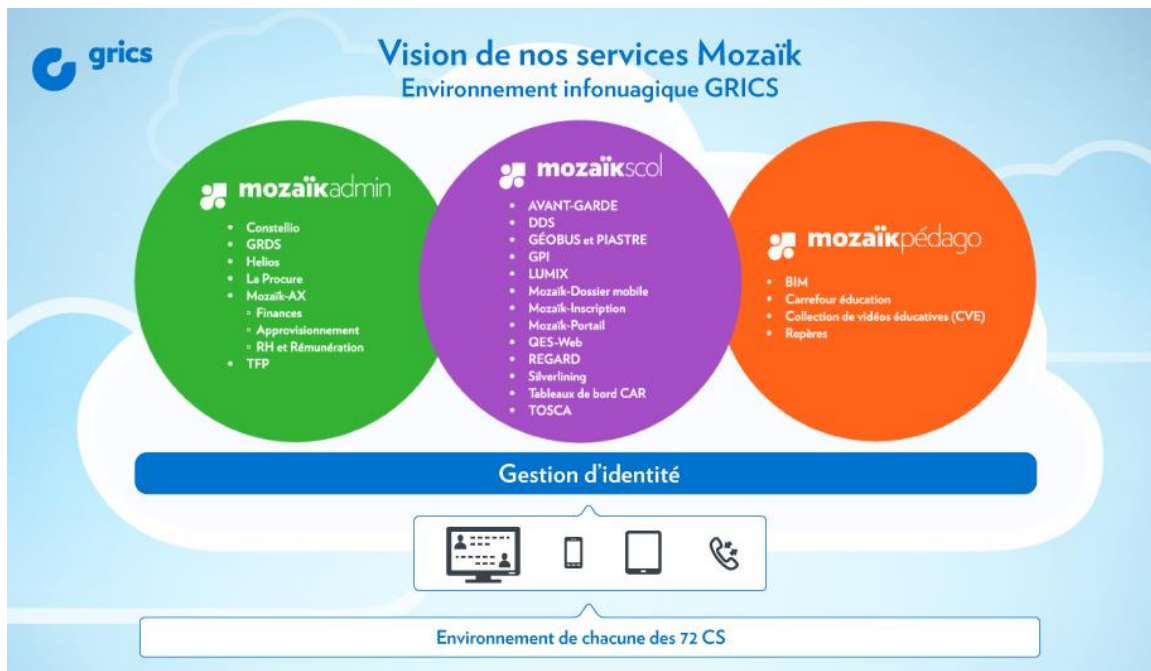 grics
Vision de nos services Mozaïk
Environnement infonuagique GRICS
mozaïkadmin
• Constellio
• GRDS
• Helios
• La Procure
• Mozaïk-AX
▫ Finances
▫ Approvisionnement
▫ RH et Rémunération
• TFP
mozaïkscol
• AVANT-GARDE
• DDS
• GÉOBUS et PIASTRE
• GPI
• LUMIX
• Mozaïk-Dossier mobile
• Mozaïk-Inscription
• Mozaïk-Portail
• QES-Web
• REGARD
• Silverlining
• Tableaux de bord CAR
• TOSCA
mozaïkpédago
• BIM
• Carrefour éducation
• Collection de vidéos éducatives (CVE)
• Repères
Gestion d'identité
Environnement de chacune des 72 CS